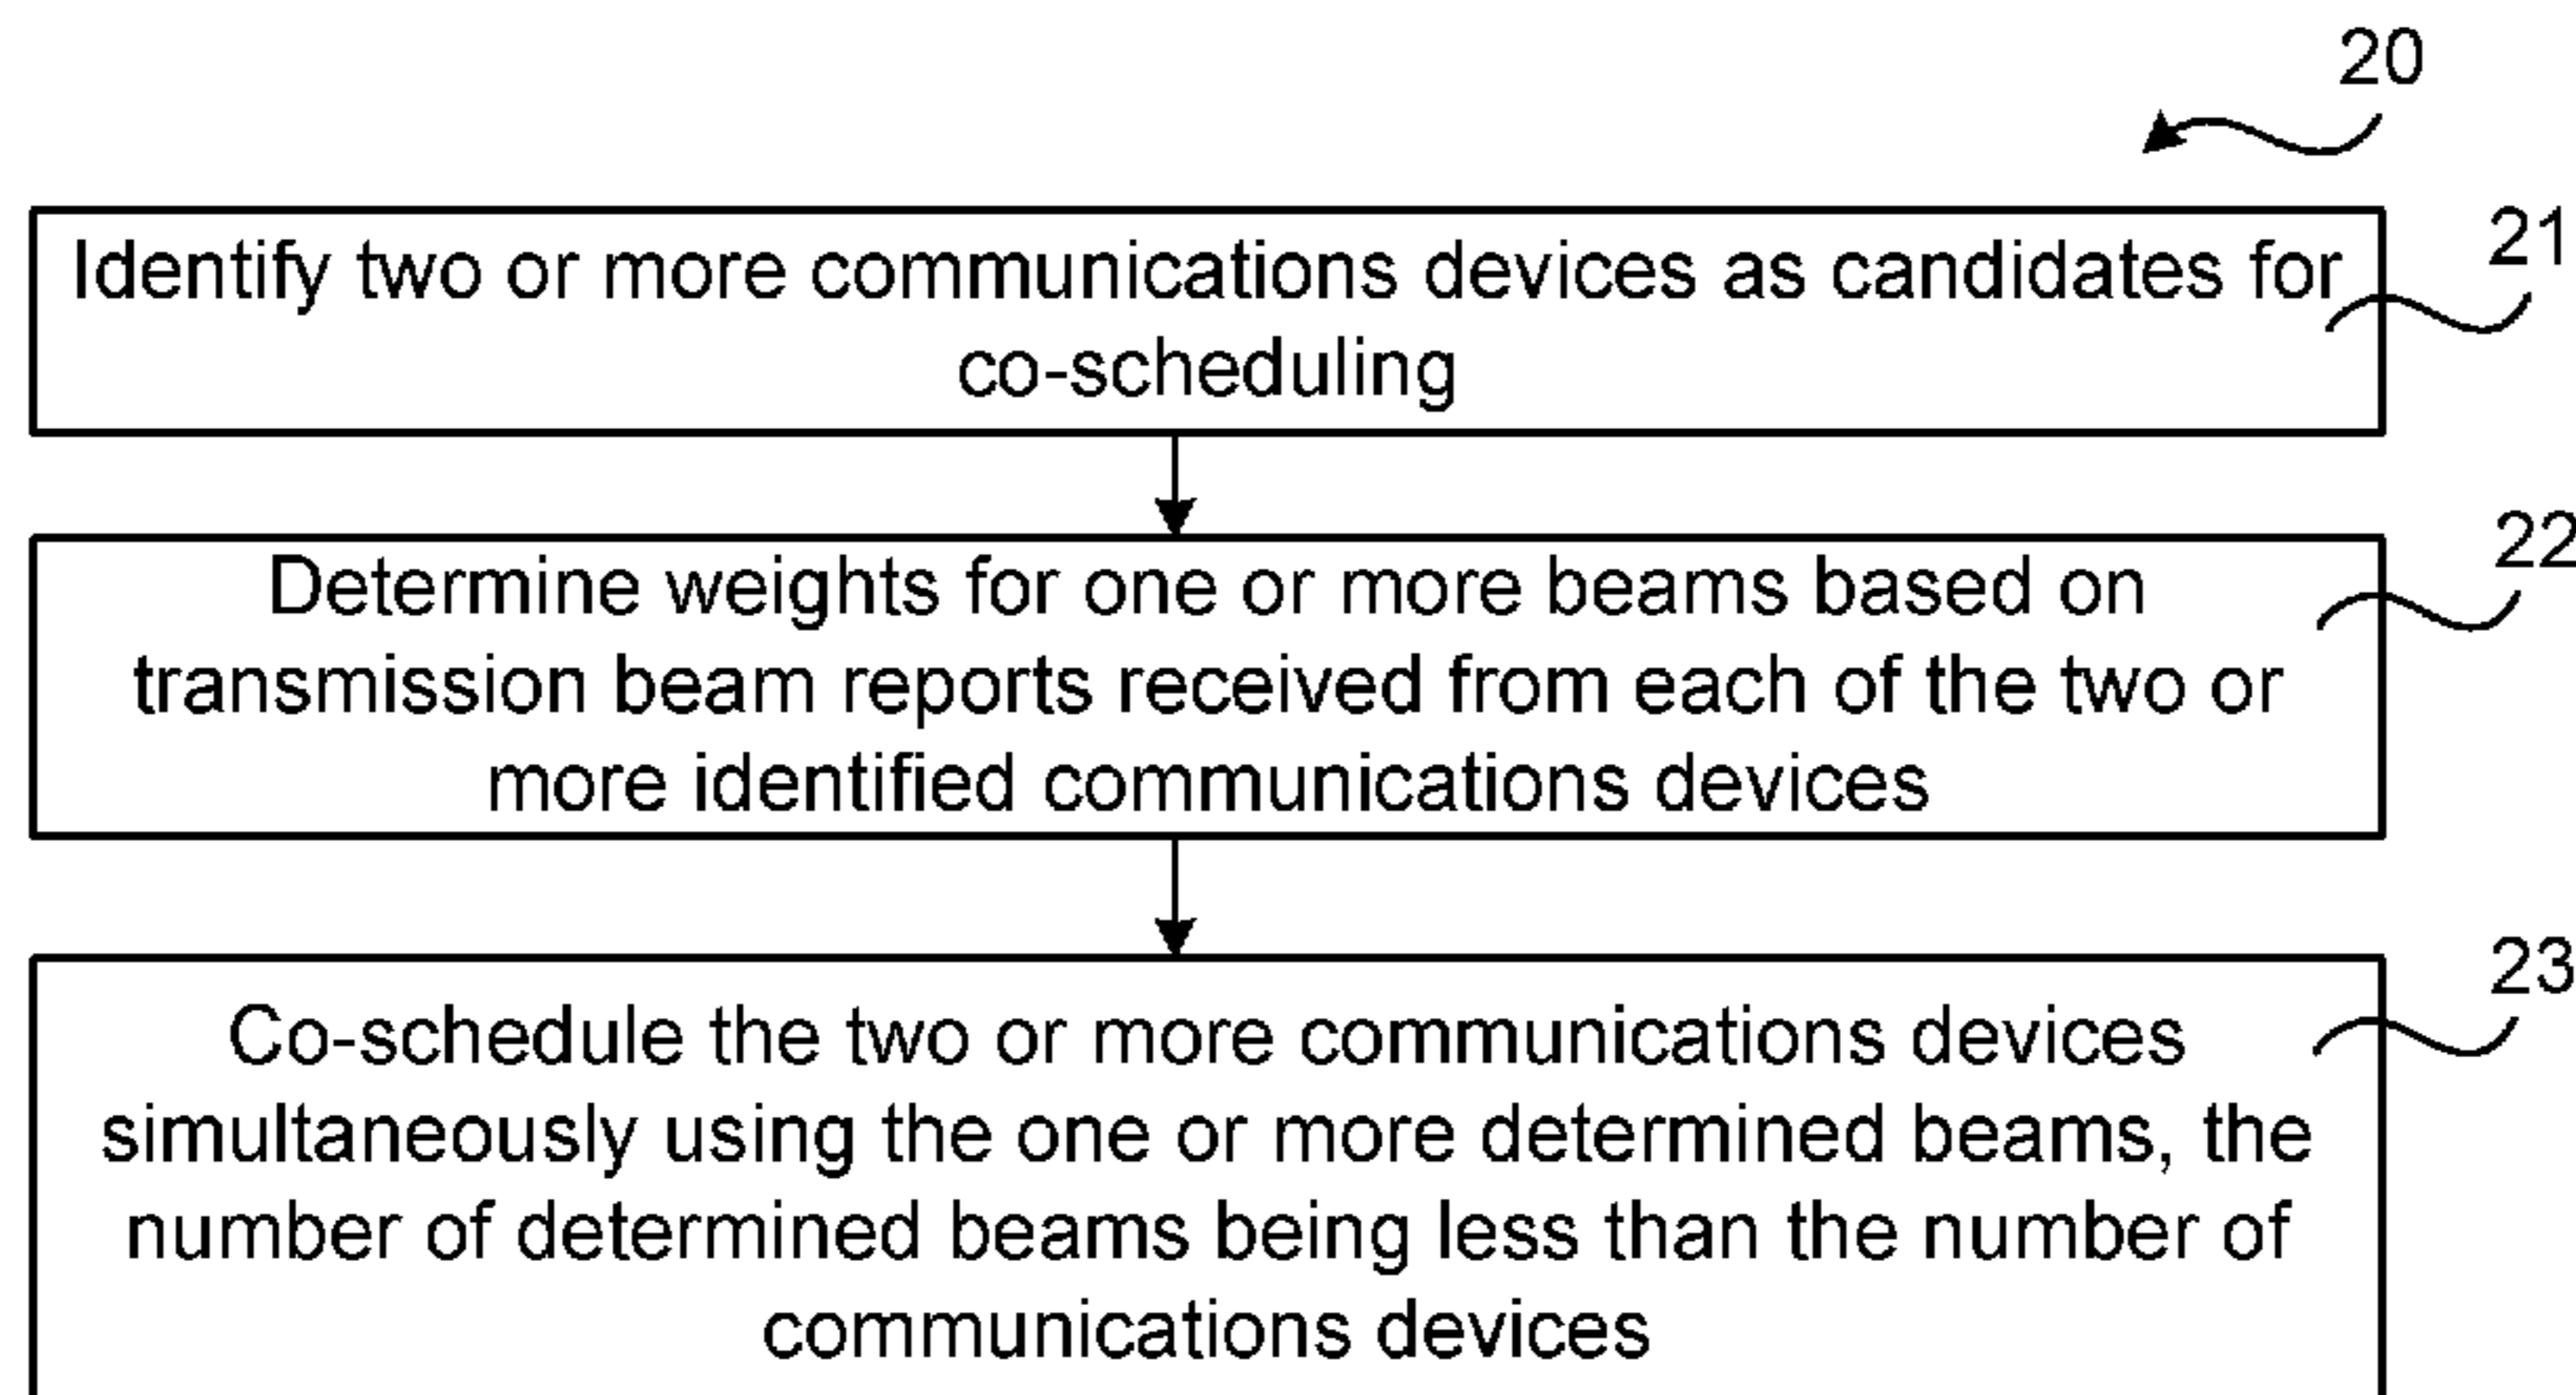 20
Identify two or more communications devices as candidates for
co-scheduling
21
Determine weights for one or more beams based on
transmission beam reports received from each of the two or
more identified communications devices
22
Co-schedule the two or more communications devices
simultaneously using the one or more determined beams, the
number of determined beams being less than the number of
communications devices
23